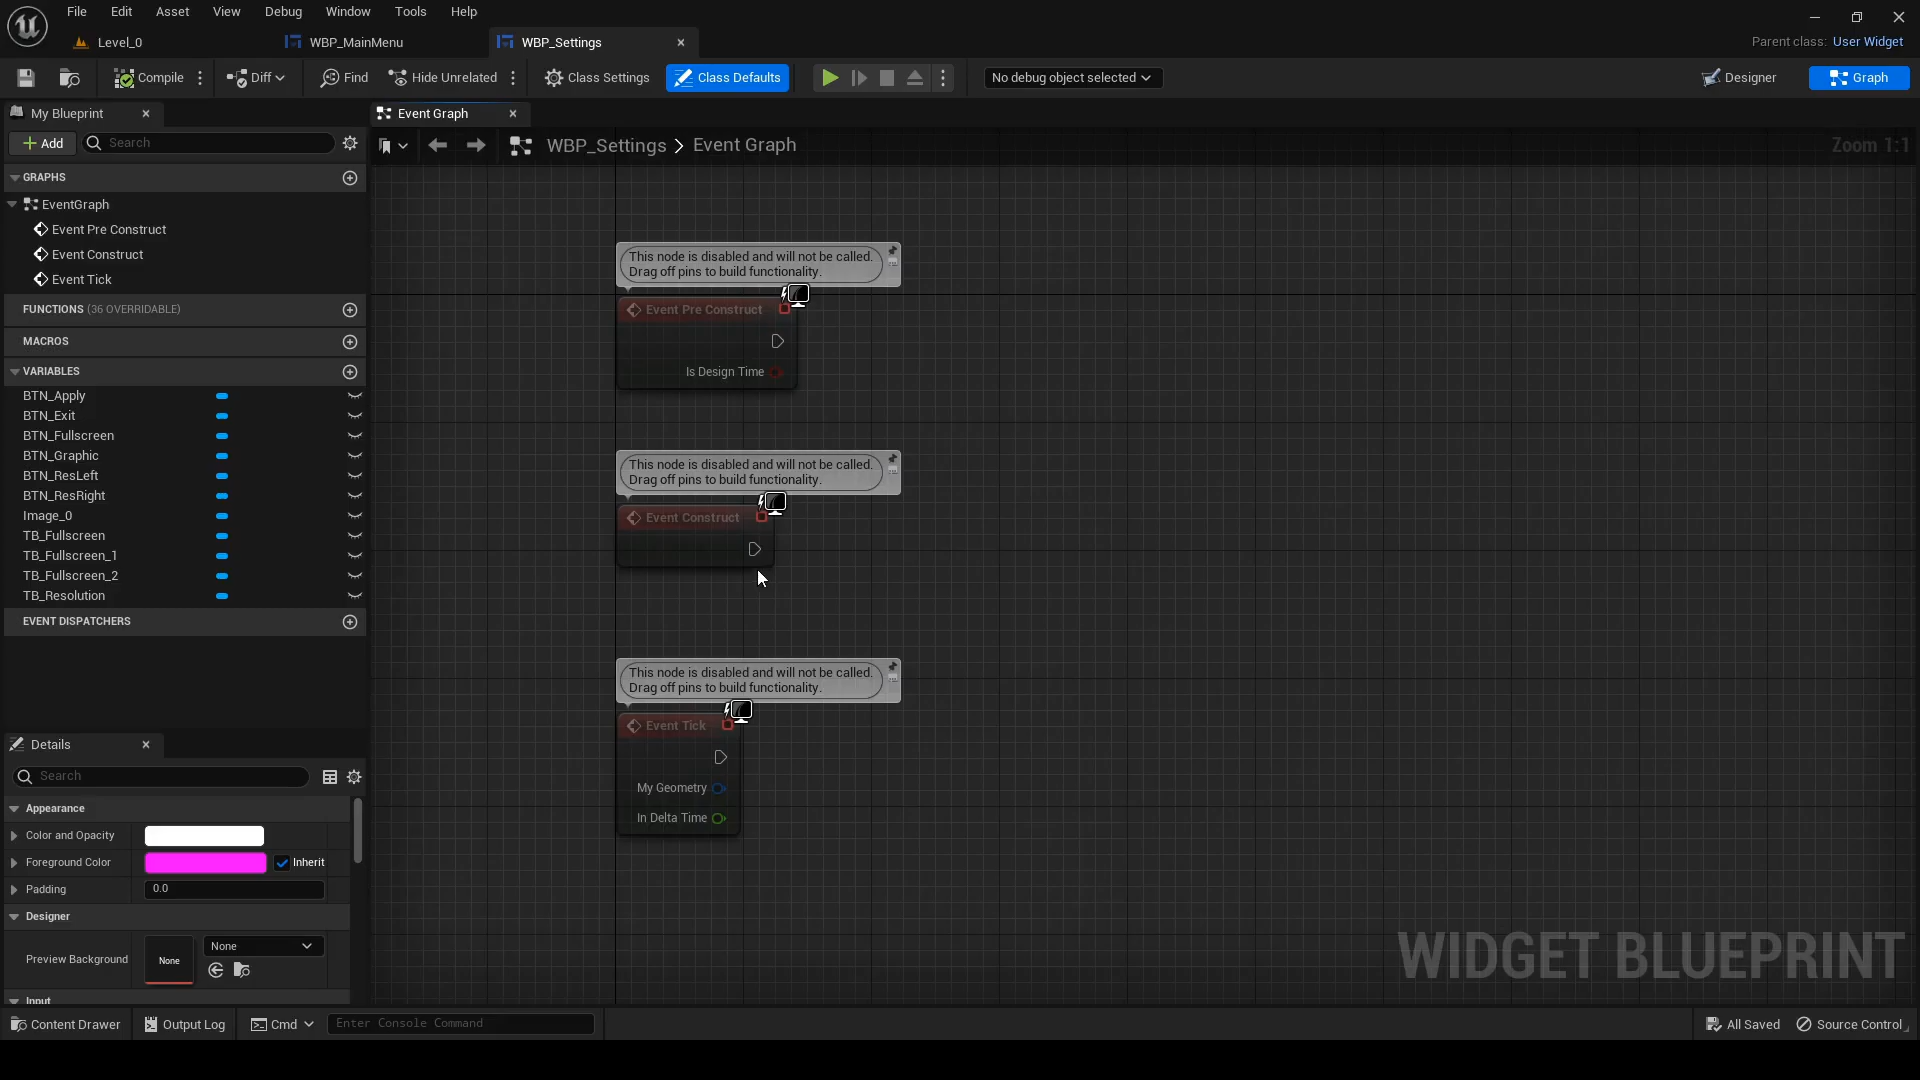 File Edit Asset View Debug Window Tools Help
Level_0 WBP_MainMenu WBP_Settings
Parent class: User Widget
Compile Diff Find Hide Unrelated Class Settings Class Defaults No debug object selected Designer Graph
My Blueprint
Event Graph
Add
Search
WBP_Settings > Event Graph
Zoom 1:1
GRAPHS
EventGraph
Event Pre Construct
Event Construct
Event Tick
FUNCTIONS (36 OVERRIDABLE)
MACROS
VARIABLES
BTN_Apply
BTN_Exit
BTN_Fullscreen
BTN_Graphic
BTN_ResLeft
BTN_ResRight
Image_0
TB_Fullscreen
TB_Fullscreen_1
TB_Fullscreen_2
TB_Resolution
EVENT DISPATCHERS
This node is disabled and will not be called.
Drag off pins to build functionality.
Event Pre Construct
Is Design Time
This node is disabled and will not be called.
Drag off pins to build functionality.
Event Construct
This node is disabled and will not be called.
Drag off pins to build functionality.
Event Tick
My Geometry
In Delta Time
Details
Search
Appearance
Color and Opacity
Foreground Color Inherit
Padding 0.0
Designer
Preview Background None None
Input
WIDGET BLUEPRINT
Content Drawer Output Log Cmd Enter Console Command All Saved Source Control